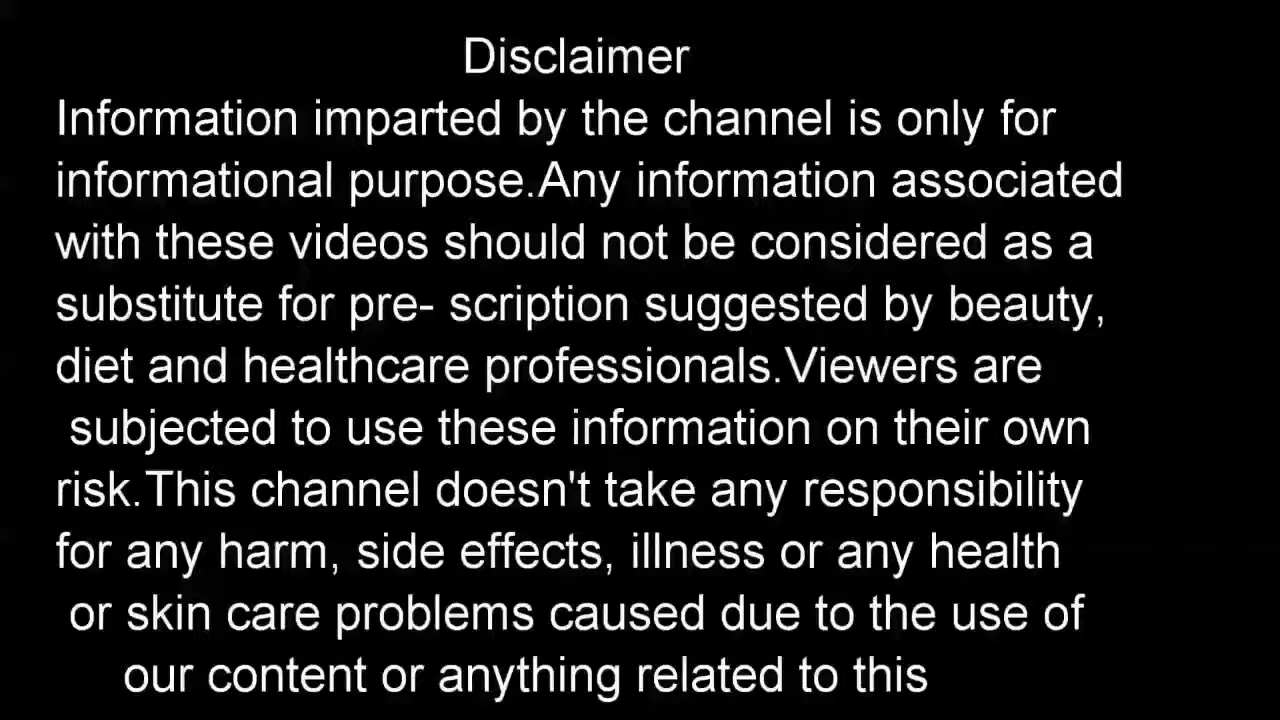 Disclaimer
Information imparted by the channel is only for
informational purpose.Any information associated
with these videos should not be considered as a
substitute for pre- scription suggested by beauty,
diet and healthcare professionals.Viewers are
subjected to use these information on their own
risk.This channel doesn't take any responsibility
for any harm, side effects, illness or any health
or skin care problems caused due to the use of
our content or anything related to this